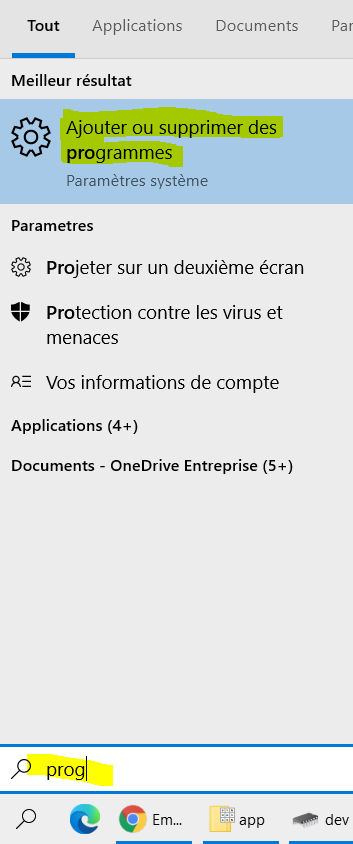 Tout Applications Documents Par
Meilleur résultat
Ajouter ou supprimer des
programmes
Paramètres système
Parametres
Projeter sur un deuxième écran
Protection contre les virus et
menaces
Vos informations de compte
Applications (4+)
Documents - OneDrive Entreprise (5+)
prog
Em... app dev